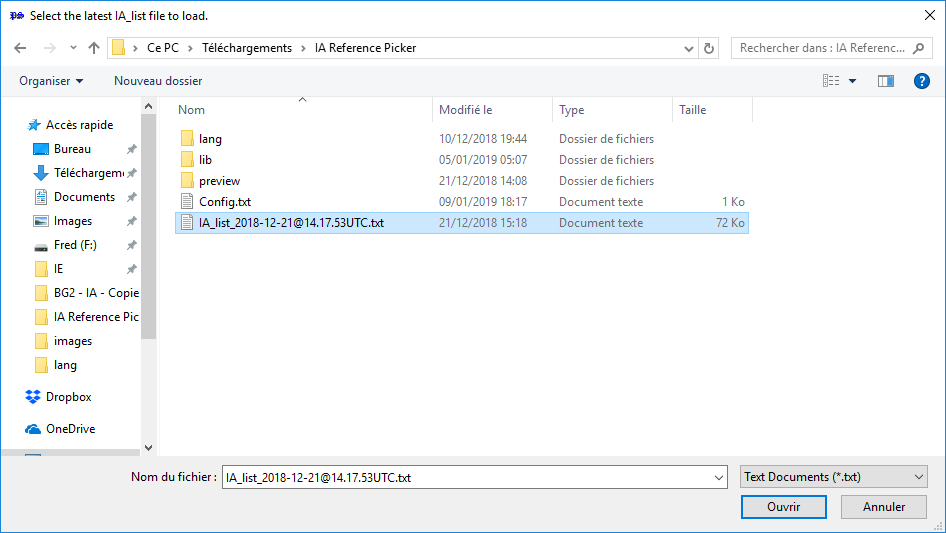 Select the latest IA_list file to load.
Ce PC > Téléchargements > IA Reference Picker
Rechercher dans : IA Referenc...
Organiser
Nouveau dossier
?
Nom
Modifié le
Type
Taille
Accès rapide
Bureau
Téléchargem
Documents
Images
Fred (F:)
IE
BG2 - IA - Copie
IA Reference Pic
images
lang
Dropbox
OneDrive
lang 10/12/2018 19:44 Dossier de fichiers
lib 05/01/2019 05:07 Dossier de fichiers
preview 21/12/2018 14:08 Dossier de fichiers
Config.txt 09/01/2019 18:17 Document texte 1 Ko
IA_list_2018-12-21@14.17.53UTC.txt 21/12/2018 15:18 Document texte 72 Ko
Nom du fichier : IA_list_2018-12-21@14.17.53UTC.txt
Text Documents (*.txt)
Ouvrir
Annuler